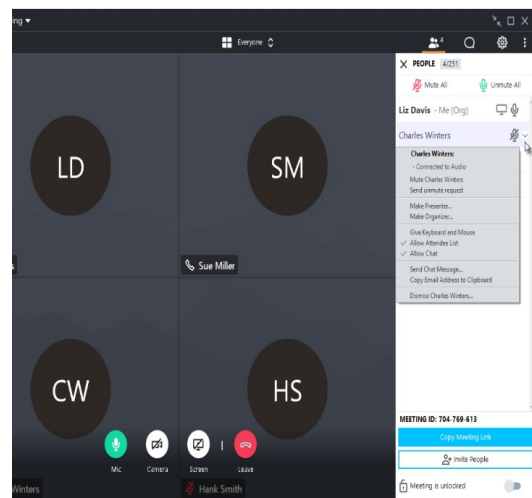 ing
Everyone
4
PEOPLE 4/251
Mute All
Unmute All
Liz Davis - Me (Org)
Charles Winters
Charles Winters:
- Connected to Audio
Mute Charles Winters
Send unmute request
Make Presenter...
Make Organizer...
Give Keyboard and Mouse
Allow Attendee List
Allow Chat
Send Chat Message...
Copy Email Address to Clipboard
Dismiss Charles Winters...
LD
SM
s
Sue Miller
CW
HS
Mic
Camera
Screen
Leave
Winters
Hank Smith
MEETING ID: 704-769-613
Copy Meeting Link
Invite People
Meeting is unlocked